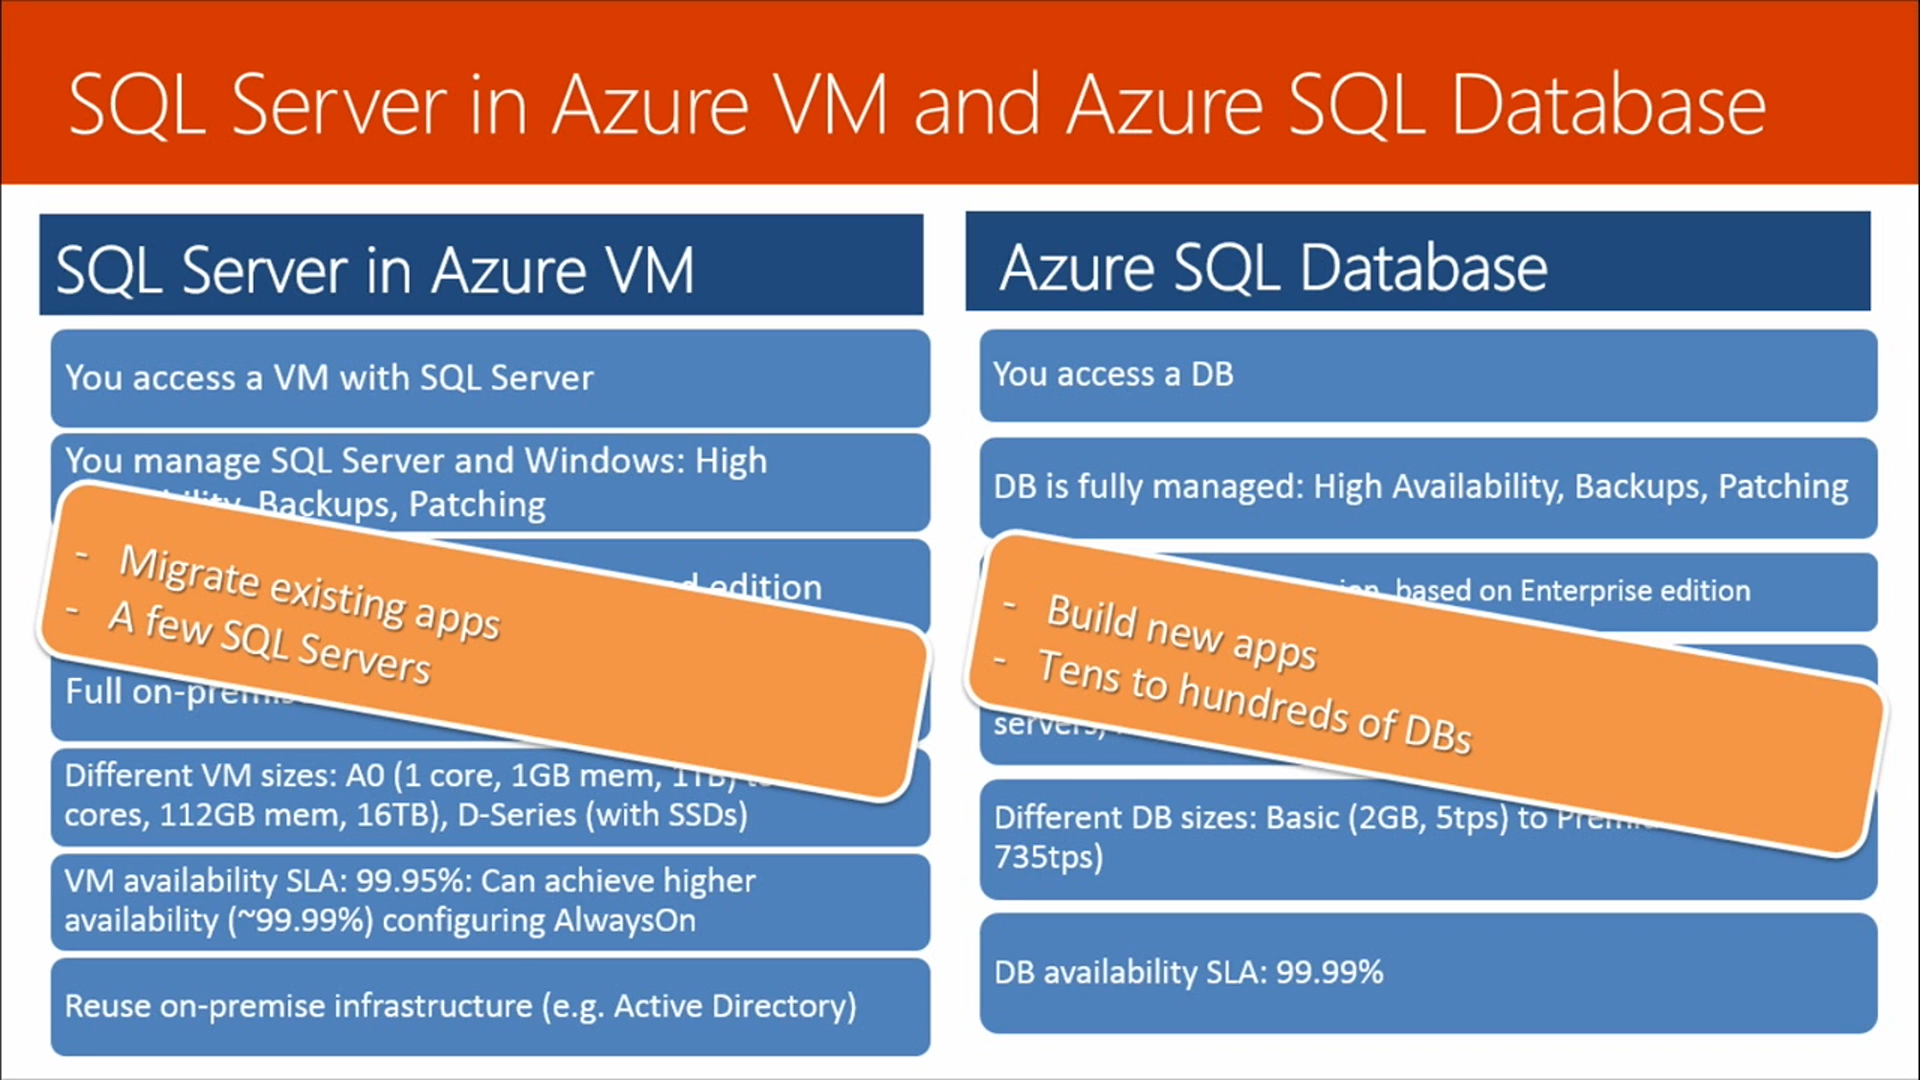 SQL Server in Azure VM and Azure SQL Database
SQL Server in Azure VM
You access a VM with SQL Server
You manage SQL Server and Windows: High
Backups, Patching
edition
- Migrate existing apps
- A few SQL Servers
Full
Different VM sizes: A0 (1 core, 1GB mem, 1TB)
cores, 112GB mem, 16TB), D-Series (with SSDs)
VM availability SLA: 99.95%: Can achieve higher
availability (~99.99%) configuring AlwaysOn
Reuse on-premise infrastructure (e.g. Active Directory)
Azure SQL Database
You access a DB
DB is fully managed: High Availability, Backups, Patching
based on Enterprise edition
- Build new apps
- Tens to hundreds of DBs
servers,
Different DB sizes: Basic (2GB, 5tps) to
735tps)
DB availability SLA: 99.99%